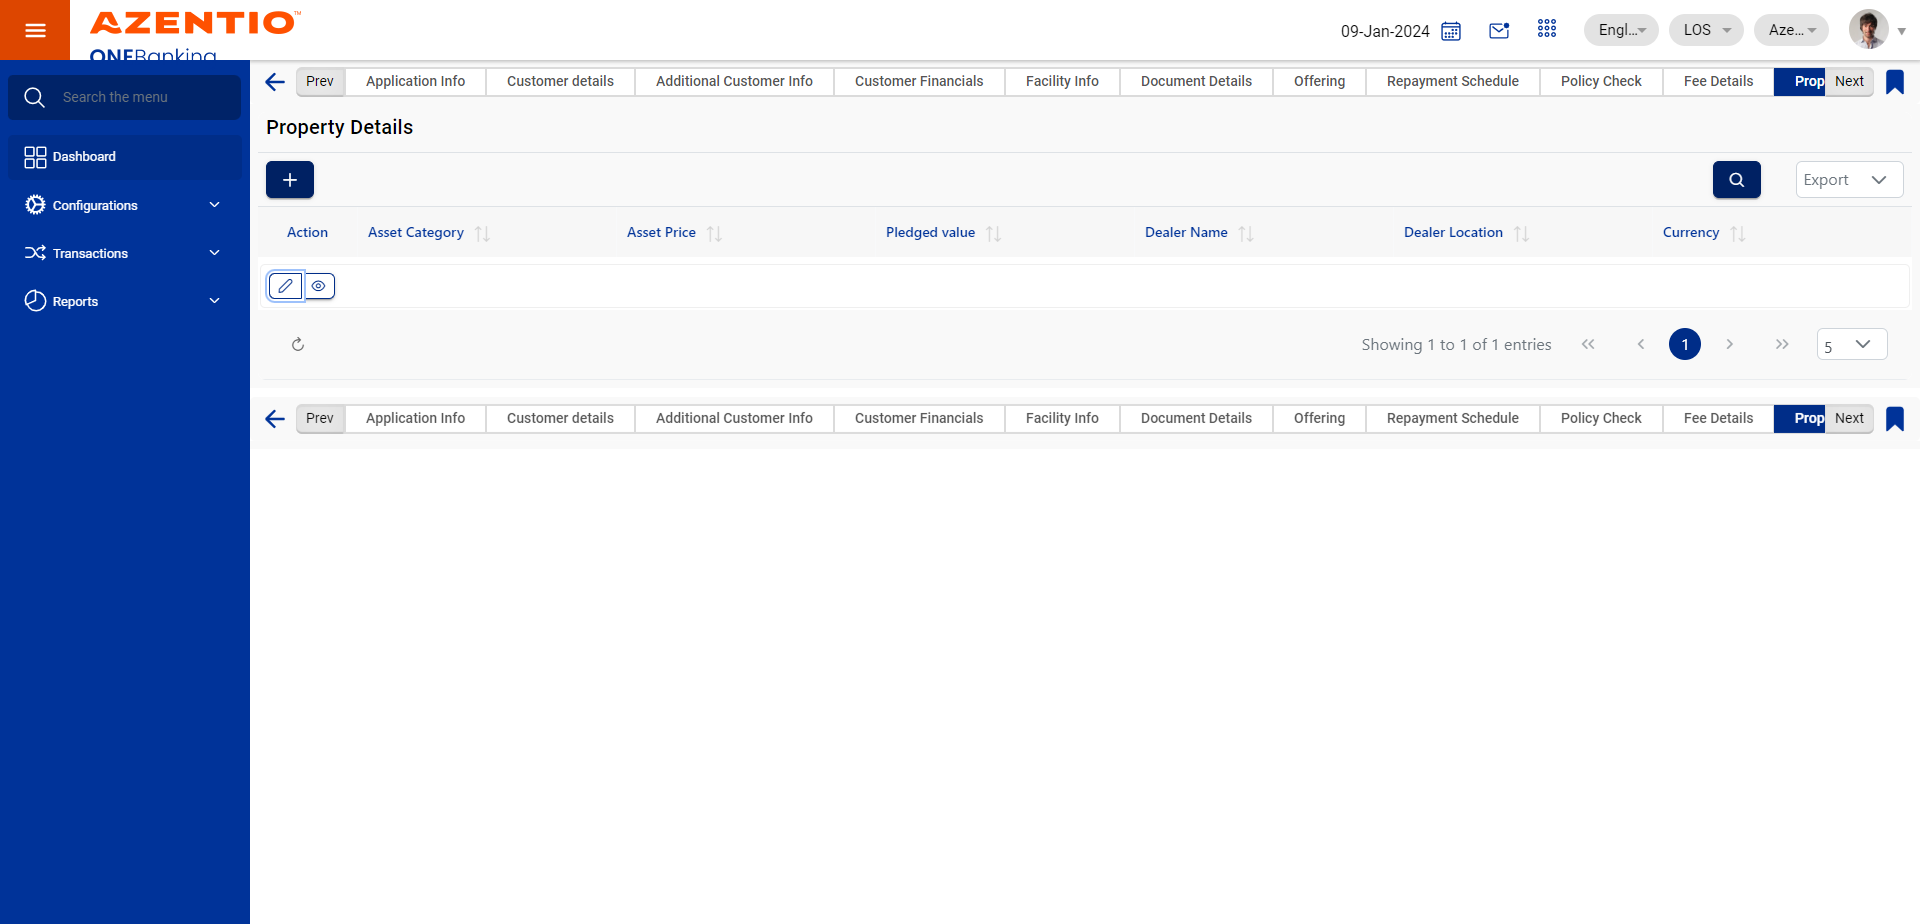 AZENTIO™
ONEBanking
09-Jan-2024
Engl...
LOS
Aze...
Search the menu
Dashboard
Configurations
Transactions
Reports
Prev
Application Info
Customer details
Additional Customer Info
Customer Financials
Facility Info
Document Details
Offering
Repayment Schedule
Policy Check
Fee Details
Prop
Next
Property Details
+
Export
Action
Asset Category
Asset Price
Pledged value
Dealer Name
Dealer Location
Currency
Showing 1 to 1 of 1 entries
1
5
Prev
Application Info
Customer details
Additional Customer Info
Customer Financials
Facility Info
Document Details
Offering
Repayment Schedule
Policy Check
Fee Details
Prop
Next